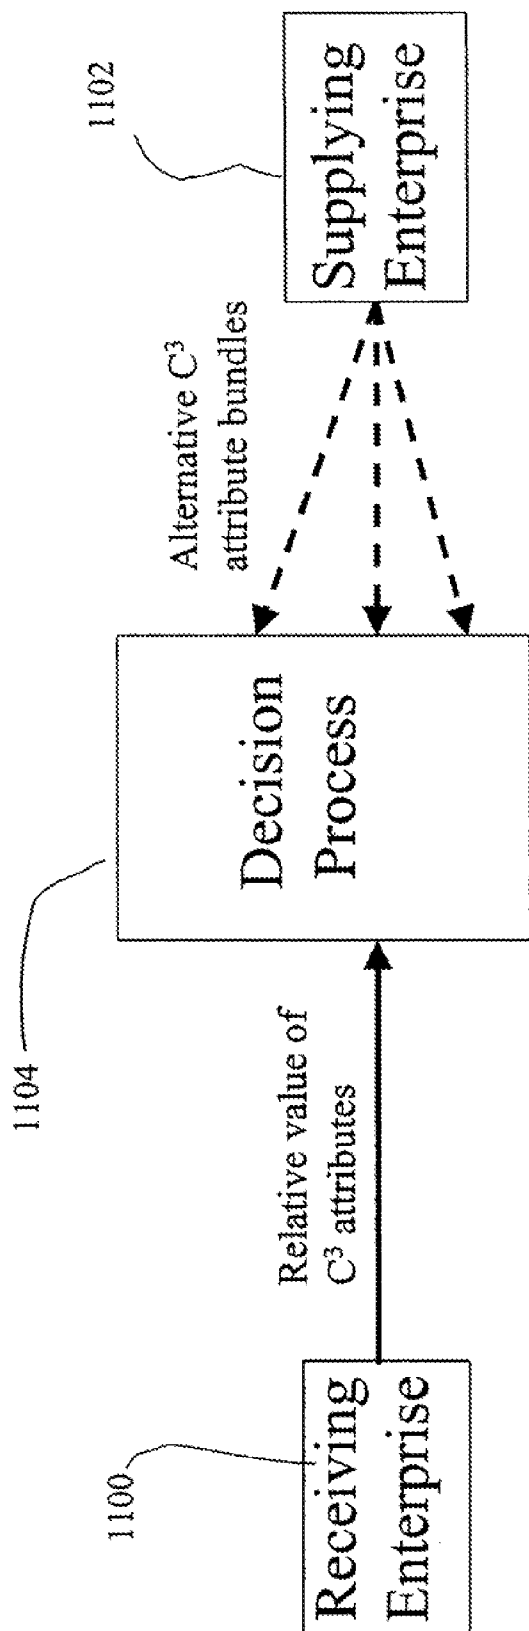 1100
Receiving
Enterprise
Relative value of
C³ attributes
1104
Decision
Process
Alternative C³
attribute bundles
1102
Supplying
Enterprise